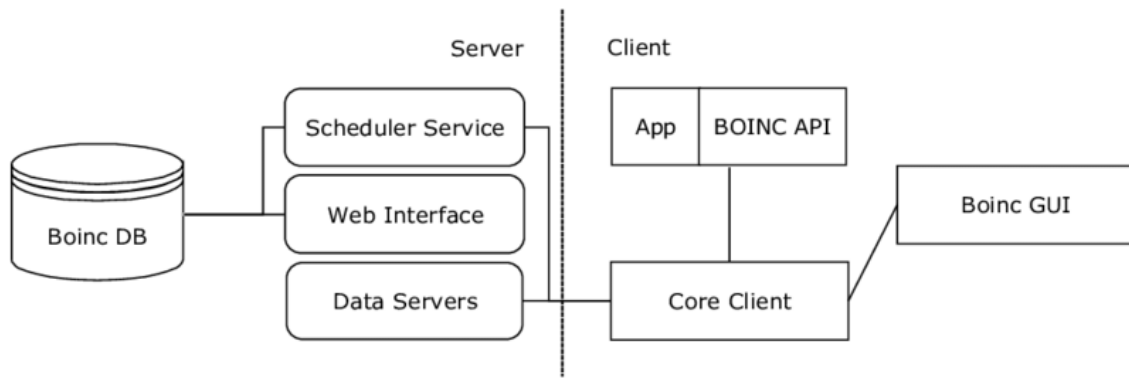 Server
Client
Scheduler Service
App
BOINC API
Boinc DB
Web Interface
Boinc GUI
Data Servers
Core Client